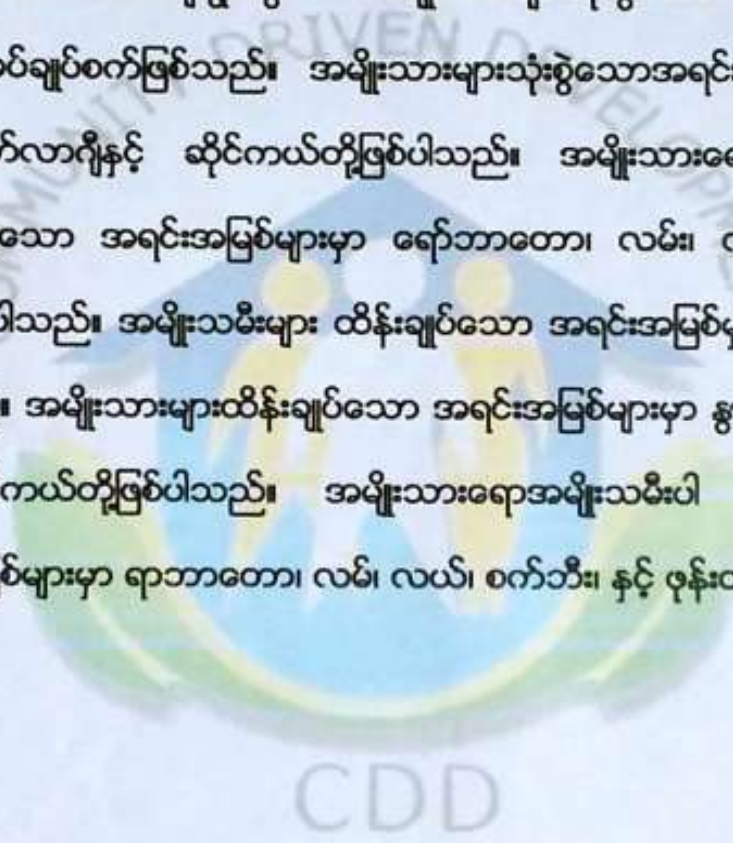 ပ်ချုပ်စက်ဖြစ်သည်။ အမျိုးသားများသုံးစွဲသောအရင်း
လာဂျီနှင့် ဆိုင်ကယ်တို့ဖြစ်ပါသည်။ အမျိုးသားရေ
သော အရင်းအမြစ်များမှာ ရော်ဘာတော၊ လမ်း၊
ပါသည်။ အမျိုးသမီးများ ထိန်းချုပ်သော အရင်းအမြစ်မှ
။ အမျိုးသားများထိန်းချုပ်သော အရင်းအမြစ်များမှာ နွ
ကယ်တို့ဖြစ်ပါသည်။ အမျိုးသားရောအမျိုးသမီးပါ
စ်များမှာ ရာဘာတော၊ လမ်၊ လယ်၊ စက်ဘီး၊ နှင့် ဖုန်း
COMMUNITY DRIVEN DEVELOPME
CDD